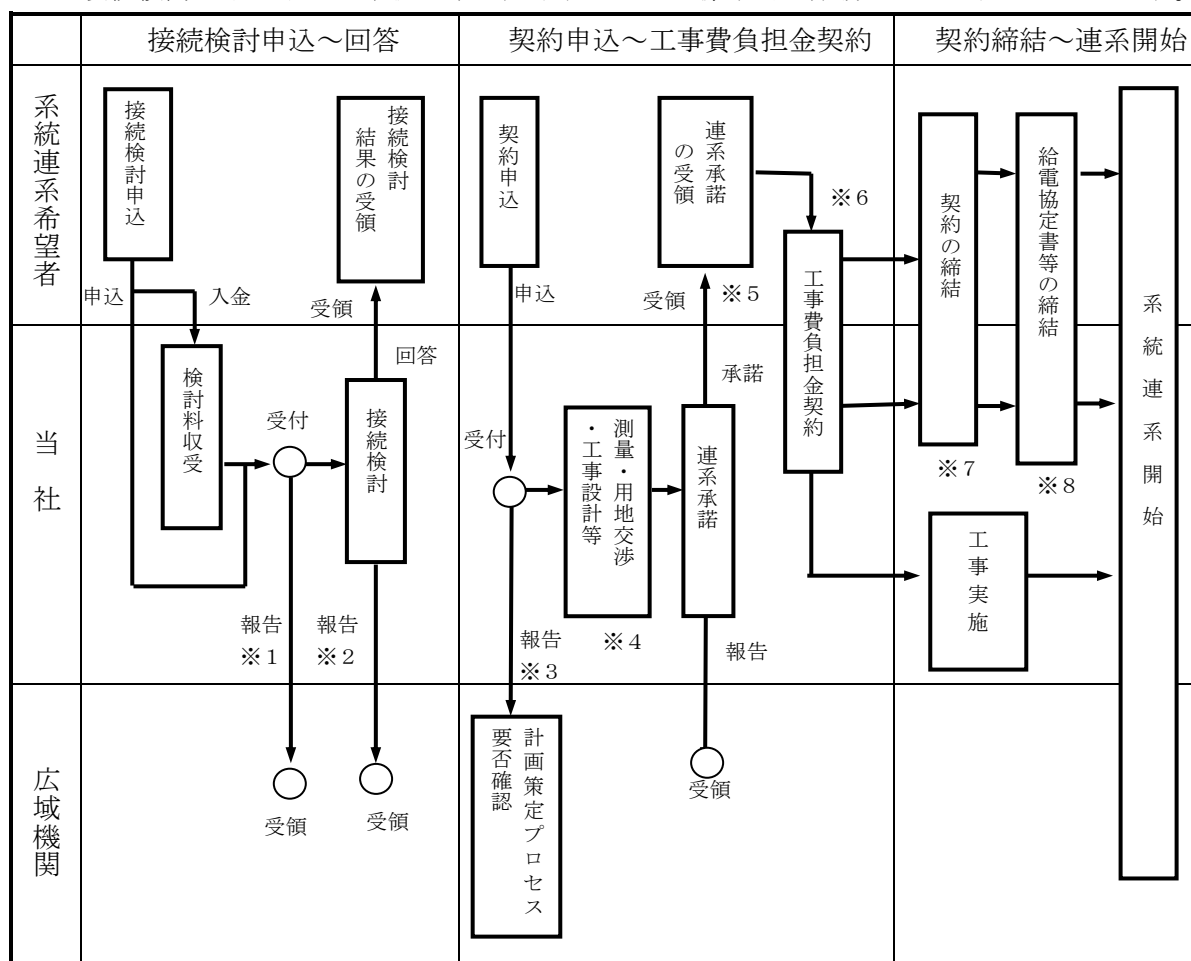 接続検討申込～回答
契約申込～工事費負担金契約
契約締結～連系開始
系統連系希望者
接続検討申込
接続検討
結果の受領
契約申込
連系承諾
の受領
※６
契約の締結
給電協定書等の締結
系統連系開始
申込
入金
受領
申込
受領
※５
工事費負担金契約
当社
検討料収受
受付
回答
接続検討
受付
測量・用地交渉
・工事設計等
承諾
連系承諾
※７
※８
工事実施
報告
※１
報告
※２
報告
※３
※４
報告
広域機関
受領
受領
計画策定プロセス
要否確認
受領